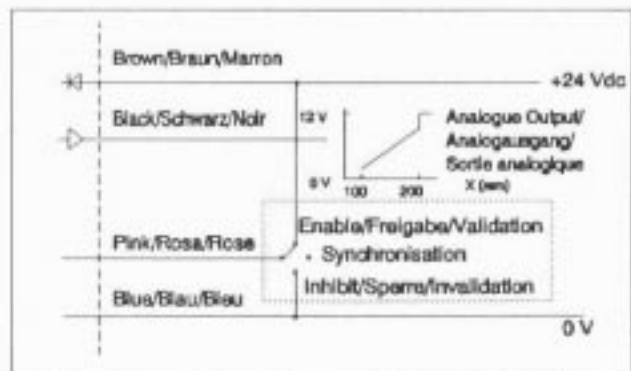 Brown/Braun/Marron
+24 Vdc
Black/Schwarz/Noir
12 V
Analogue Output/
Analogausgang/
Sortie analogique
0 V
100
200
X (mm)
Enable/Freigabe/Validation
Pink/Rosa/Rose
Synchronisation
Inhibit/Sperre/Invalidation
Blue/Blau/Bleu
0 V